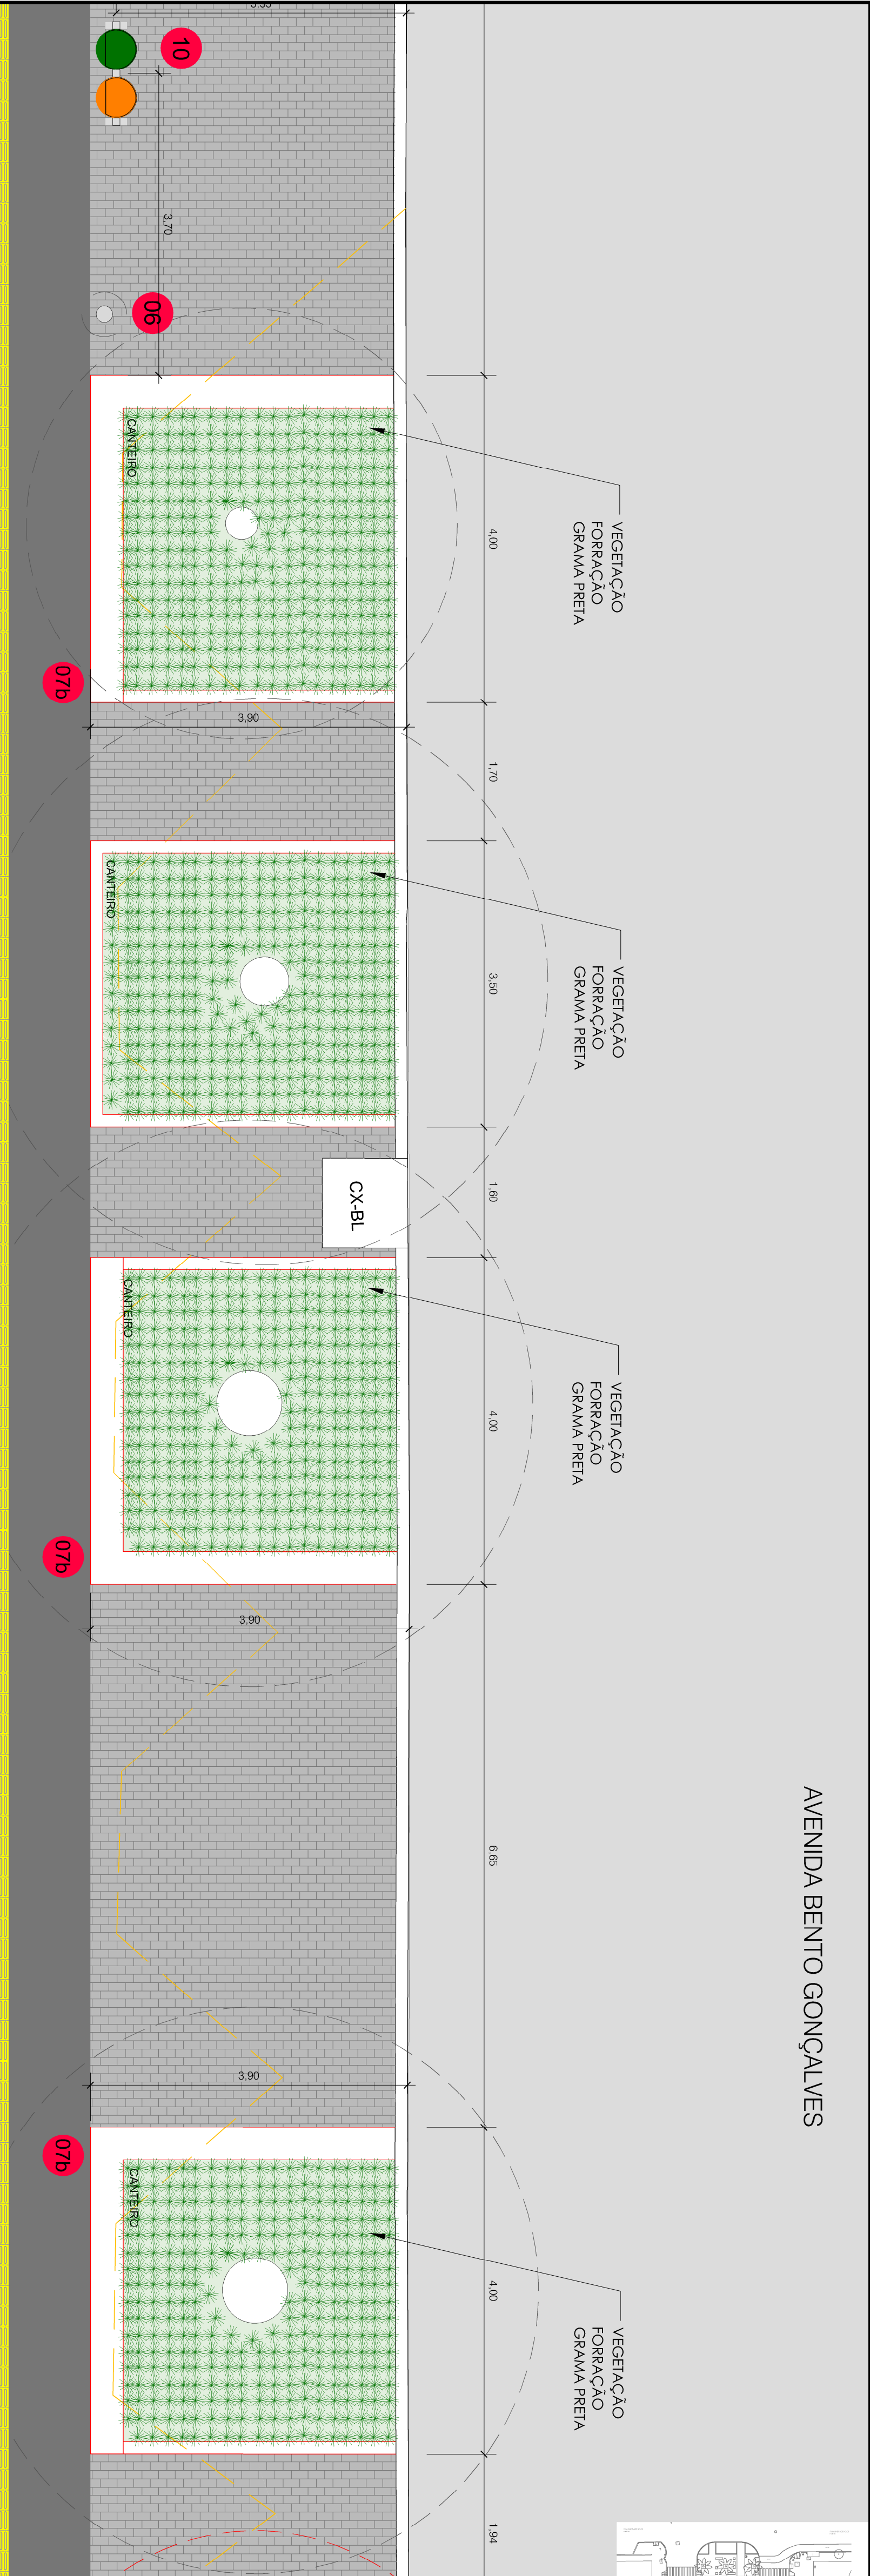 3,95
10
3,70
06
CANTEIRO
VEGETAÇÃO
FORRAÇÃO
GRAMA PRETA
4,00
07b
3,90
1,70
CANTEIRO
VEGETAÇÃO
FORRAÇÃO
GRAMA PRETA
3,50
CX-BL
1,60
CANTEIRO
VEGETAÇÃO
FORRAÇÃO
GRAMA PRETA
4,00
07b
3,90
6,65
AVENIDA BENTO GONÇALVES
3,90
07b
CANTEIRO
VEGETAÇÃO
FORRAÇÃO
GRAMA PRETA
4,00
1,94